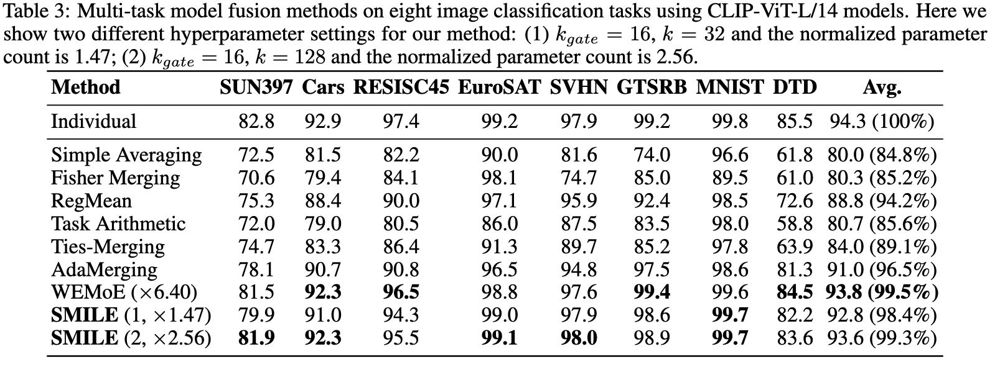 Table 3: Multi-task model fusion methods on eight image classification tasks using CLIP-ViT-L/14 models. Here we
show two different hyperparameter settings for our method: (1) k_gate = 16, k = 32 and the normalized parameter
count is 1.47; (2) k_gate = 16, k = 128 and the normalized parameter count is 2.56.
Method SUN397 Cars RESISC45 EuroSAT SVHN GTSRB MNIST DTD Avg.
Individual 82.8 92.9 97.4 99.2 97.9 99.2 99.8 85.5 94.3 (100%)
Simple Averaging 72.5 81.5 82.2 90.0 81.6 74.0 96.6 61.8 80.0 (84.8%)
Fisher Merging 70.6 79.4 84.1 98.1 74.7 85.0 89.5 61.0 80.3 (85.2%)
RegMean 75.3 88.4 90.0 97.1 95.9 92.4 98.5 72.6 88.8 (94.2%)
Task Arithmetic 72.0 79.0 80.5 86.0 87.5 83.5 98.0 58.8 80.7 (85.6%)
Ties-Merging 74.7 83.3 86.4 91.3 89.7 85.2 97.8 63.9 84.0 (89.1%)
AdaMerging 78.1 90.7 90.8 96.5 94.8 97.5 98.6 81.3 91.0 (96.5%)
WEMoE (×6.40) 81.5 92.3 96.5 98.8 97.6 99.4 99.6 84.5 93.8 (99.5%)
SMILE (1, ×1.47) 79.9 91.0 94.3 99.0 97.9 98.6 99.7 82.2 92.8 (98.4%)
SMILE (2, ×2.56) 81.9 92.3 95.5 99.1 98.0 98.9 99.7 83.6 93.6 (99.3%)